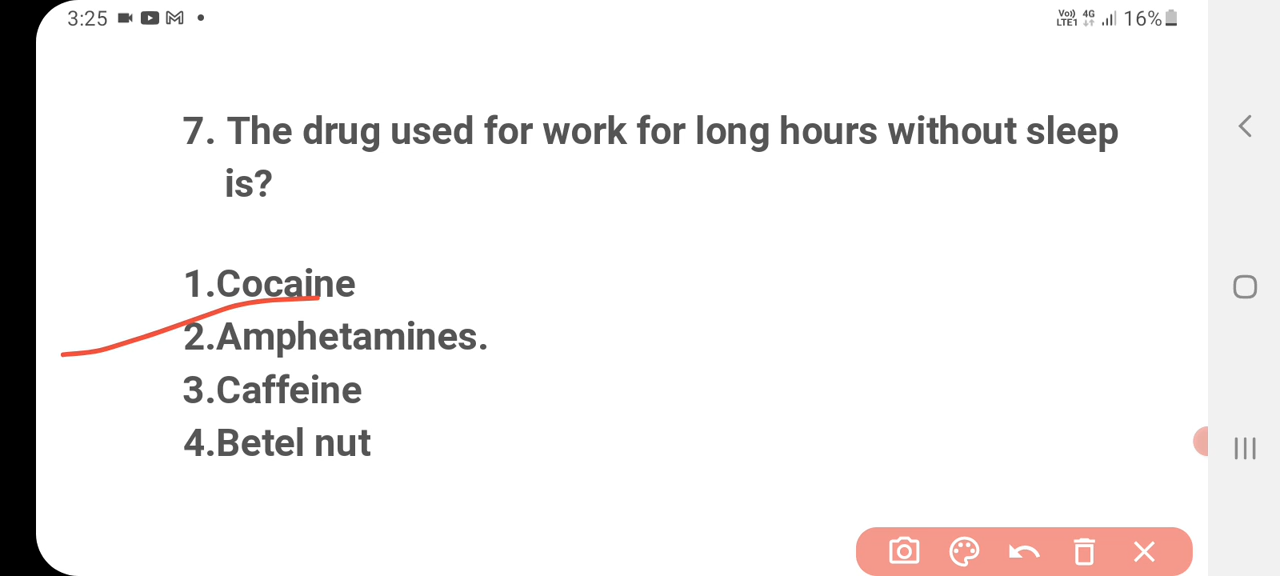 3:25
Vo)) 4G
LTE1 16%
7. The drug used for work for long hours without sleep
is?
1.Cocaine
2.Amphetamines.
3.Caffeine
4.Betel nut